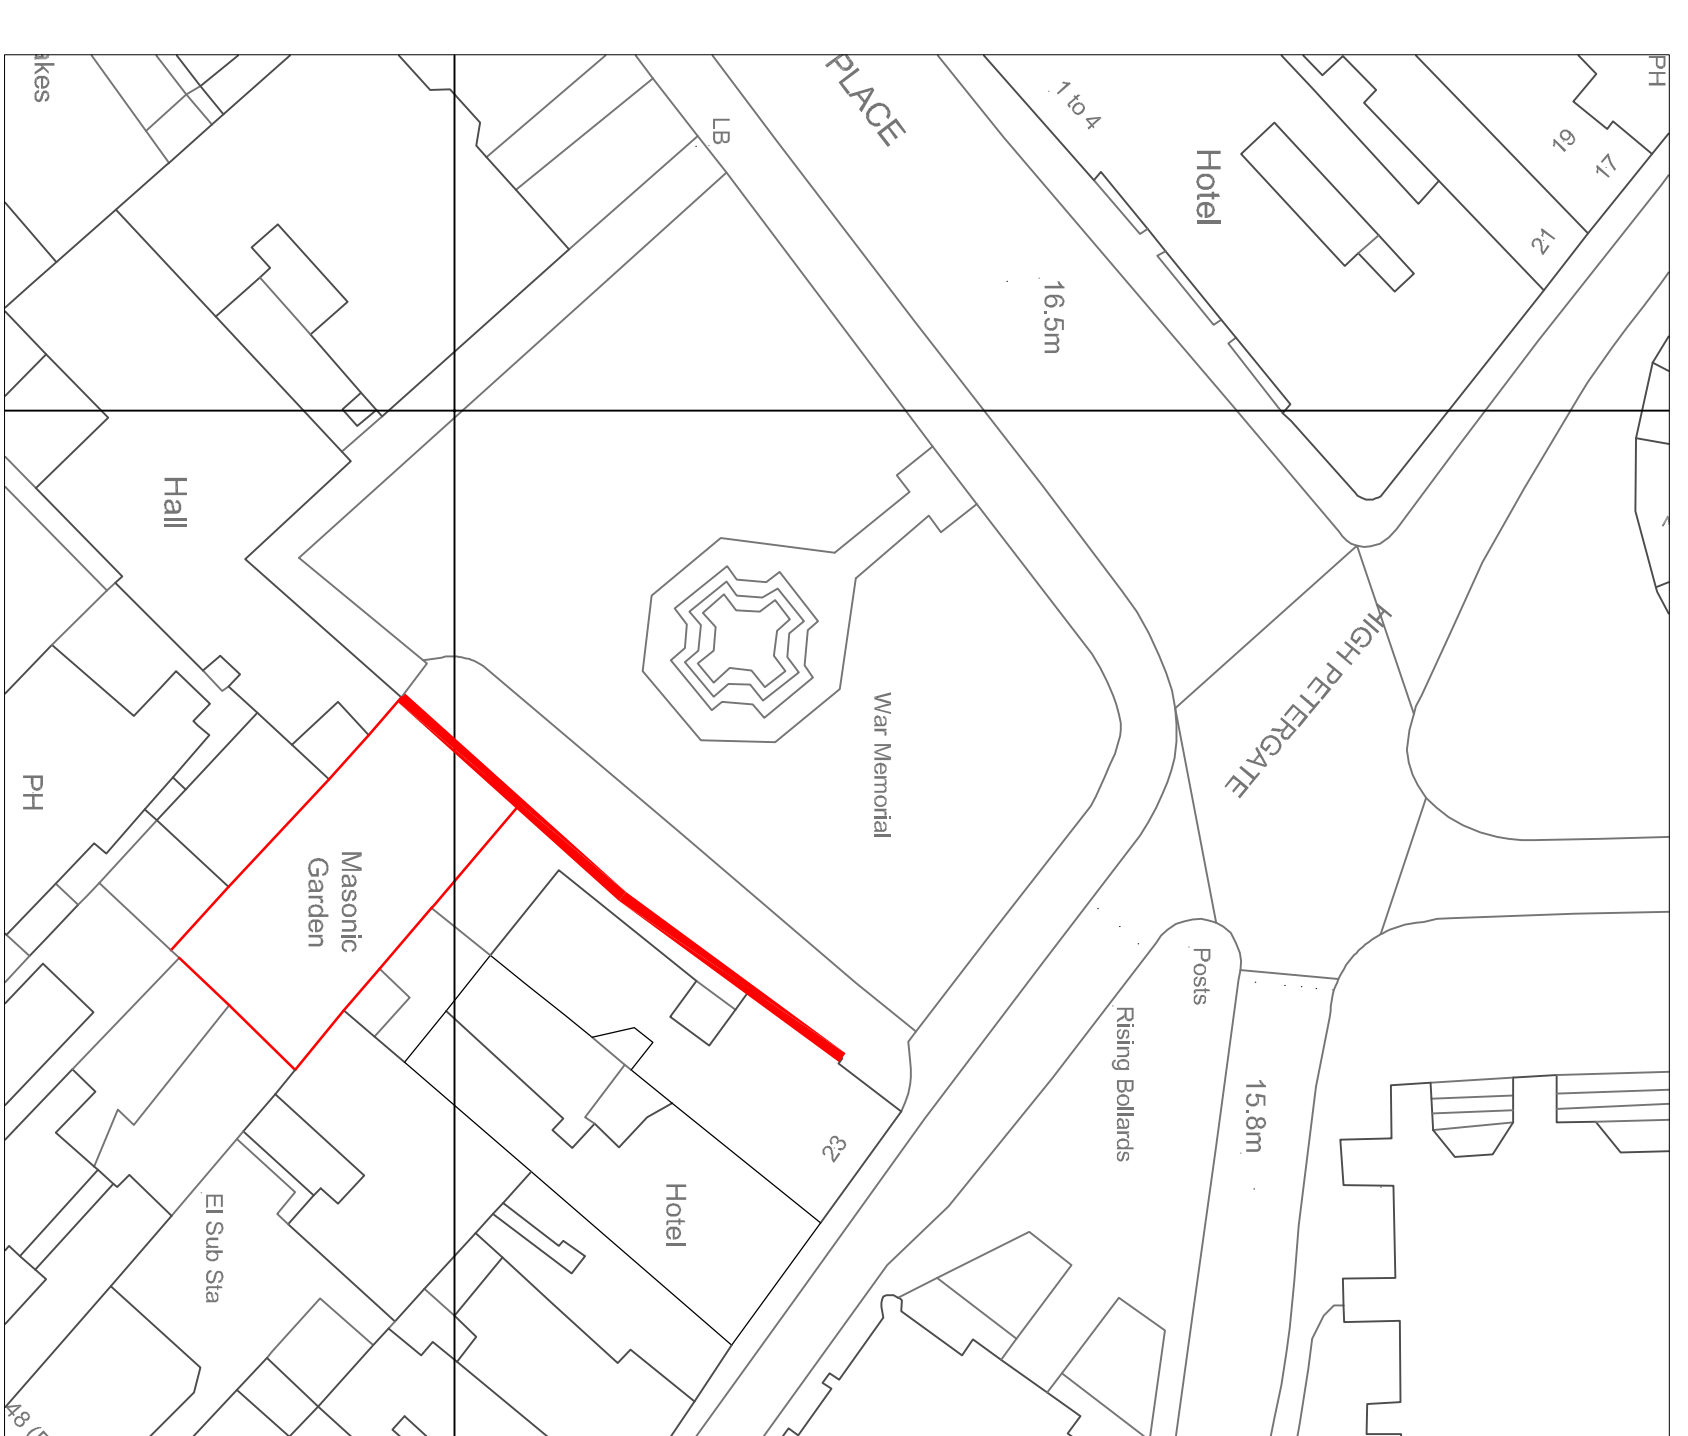 PLACE
LB
1 to 4
Hotel
19
17
21
PH
16.5m
Hall
HIGH PETERGATE
War Memorial
PH
Masonic
Garden
Posts
Rising Bollards
15.8m
23
Hotel
El Sub Sta